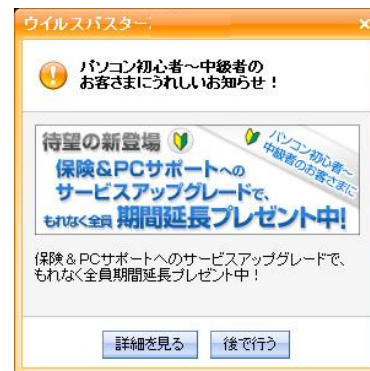 ウイルスバスター
パソコン初心者～中級者の
お客さまにうれしいお知らせ！
待望の新登場
パソコン初心者～
中級者のお客さまに
保険＆PCサポートへの
サービスアップグレードで、
もれなく全員 期間延長プレゼント中!
保険＆PCサポートへのサービスアップグレードで、
もれなく全員期間延長プレゼント中！
詳細を見る
後で行う